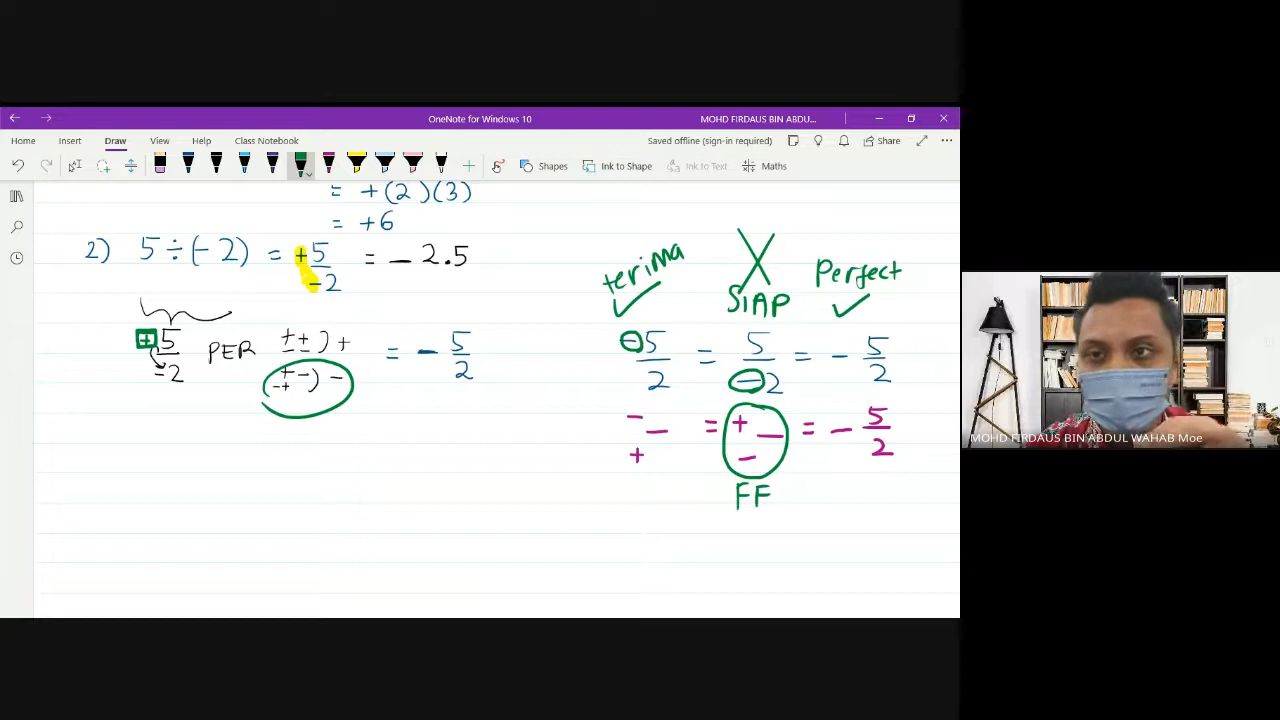 OneNote for Windows 10
MOHD FIRDAUS BIN ABDU...
Home Insert Draw View Help Class Notebook
Saved offline (sign-in required) Share
Shapes Ink to Shape Ink to Text Maths
= +(2)(3)
= +6
2) 5 ÷ (-2) = +5/-2 = -2.5
+5/-2 PER ++ -- ) + = -5/2
+- -+ ) -
terima ✓ X SIAP Perfect ✓
-5/2 = 5/-2 = -5/2
-/+ - = +/- - = -5/2
FF
MOHD FIRDAUS BIN ABDUL WAHAB Moe